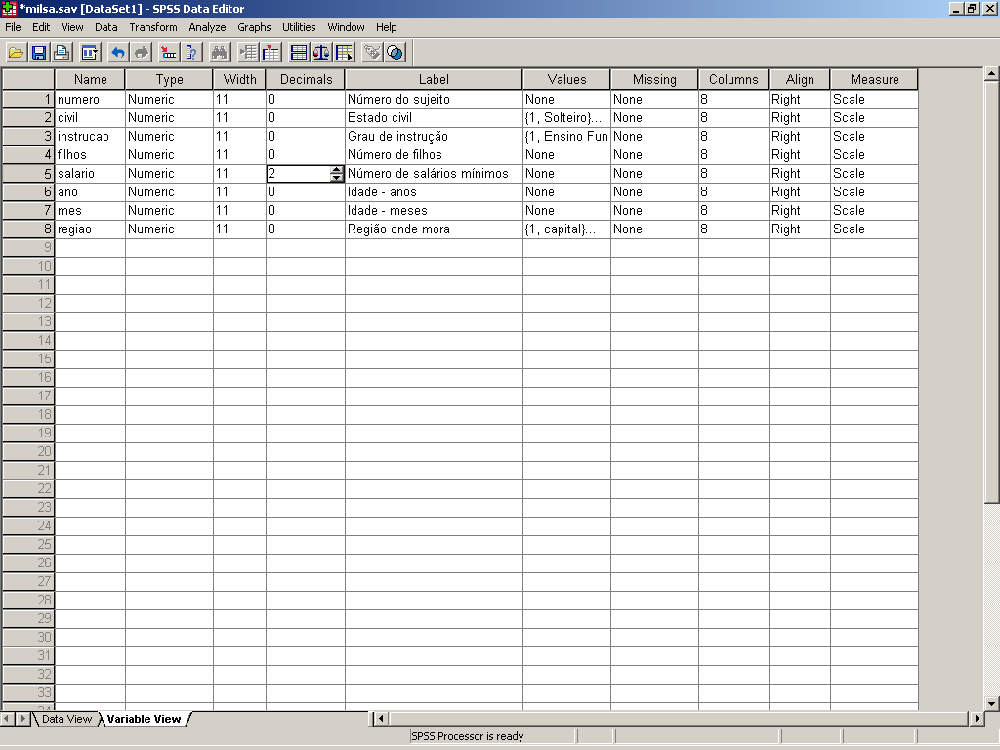 *milsa.sav [DataSet1] - SPSS Data Editor
File Edit View Data Transform Analyze Graphs Utilities Window Help
Name Type Width Decimals Label Values Missing Columns Align Measure
1 numero Numeric 11 0 Número do sujeito None None 8 Right Scale
2 civil Numeric 11 0 Estado civil {1, Solteiro}... None 8 Right Scale
3 instrucao Numeric 11 0 Grau de instrução {1, Ensino Fun None 8 Right Scale
4 filhos Numeric 11 0 Número de filhos None None 8 Right Scale
5 salario Numeric 11 2 Número de salários mínimos None None 8 Right Scale
6 ano Numeric 11 0 Idade - anos None None 8 Right Scale
7 mes Numeric 11 0 Idade - meses None None 8 Right Scale
8 regiao Numeric 11 0 Região onde mora {1, capital}... None 8 Right Scale
9
10
11
12
13
14
15
16
17
18
19
20
21
22
23
24
25
26
27
28
29
30
31
32
33
34
Data View Variable View
SPSS Processor is ready